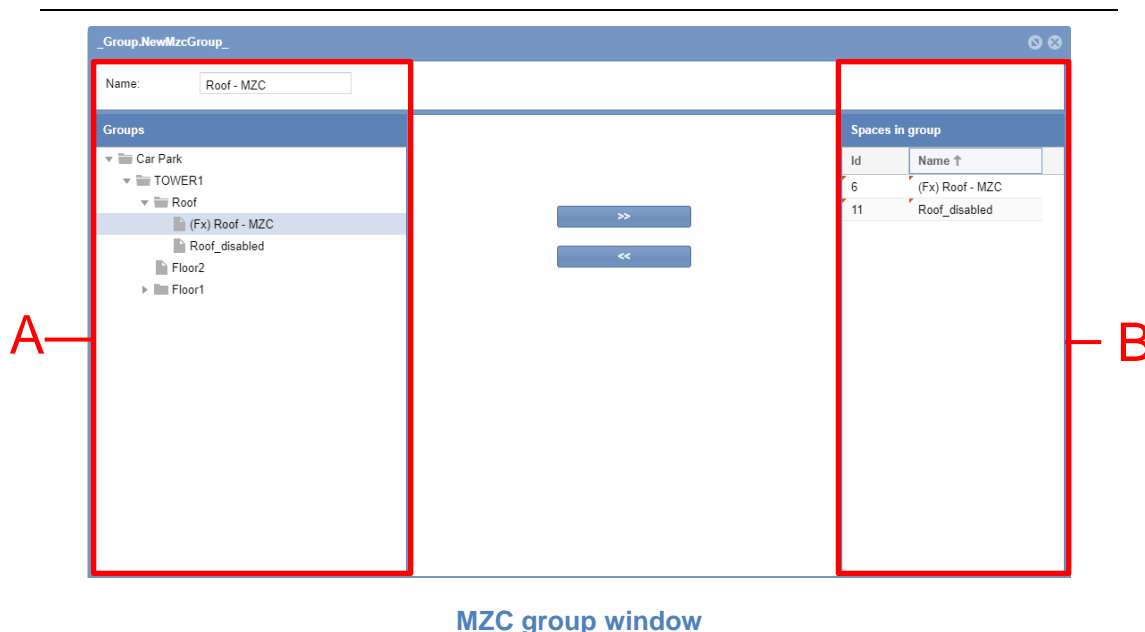 _Group.NewMzcGroup_
Name: Roof - MZC
Groups
Spaces in group
Car Park
TOWER1
Roof
(Fx) Roof - MZC
Roof_disabled
Floor2
Floor1
>>
<<
Id Name ↑
6 (Fx) Roof - MZC
11 Roof_disabled
A
B
MZC group window